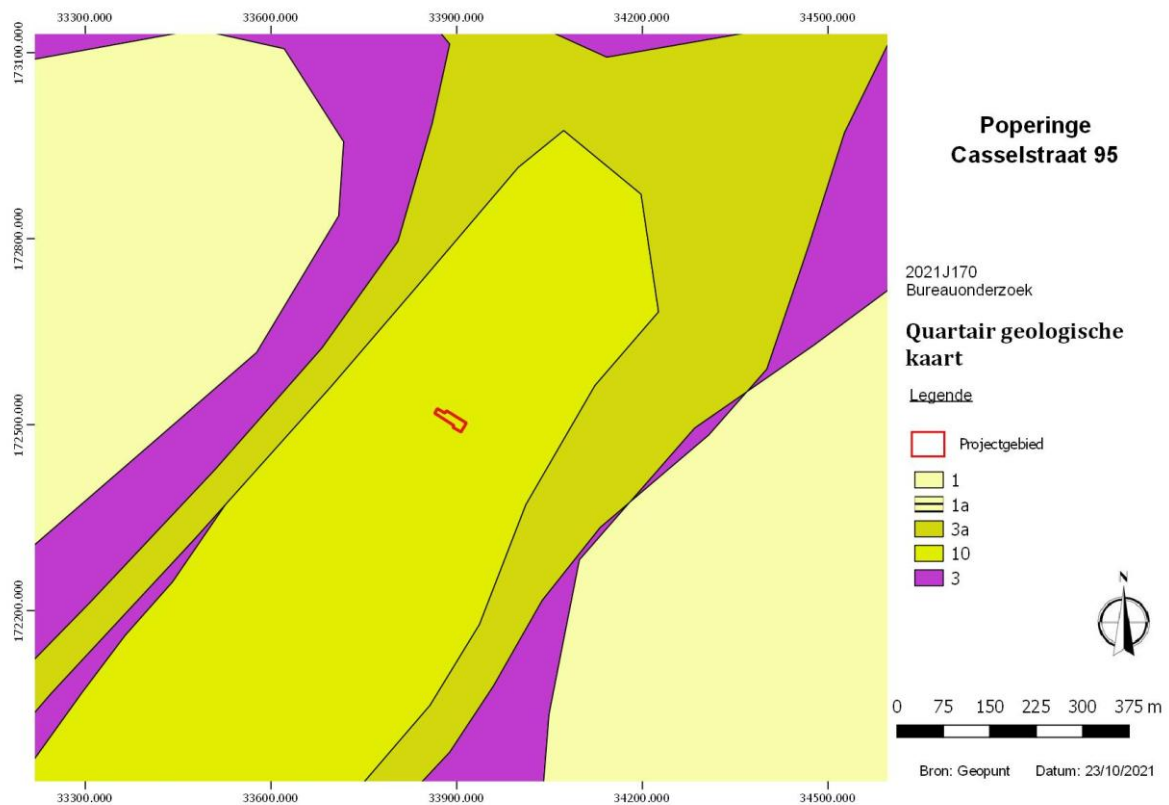 33300.000 33600.000 33900.000 34200.000 34500.000
173100.000
172800.000
172500.000
172200.000
33300.000 33600.000 33900.000 34200.000 34500.000
Poperinge
Casselstraat 95
2021J170
Bureauonderzoek
Quartair geologische
kaart
Legende
Projectgebied
1
1a
3a
10
3
N
0 75 150 225 300 375 m
Bron: Geopunt Datum: 23/10/2021